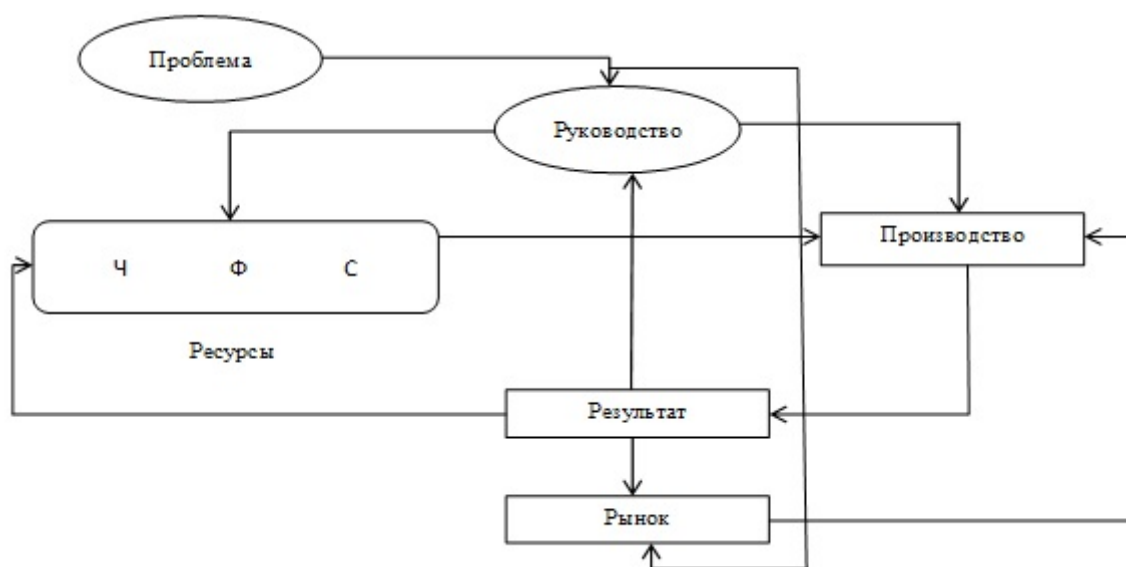 Проблема
Руководство
Производство
Ч Ф С
Ресурсы
Результат
Рынок